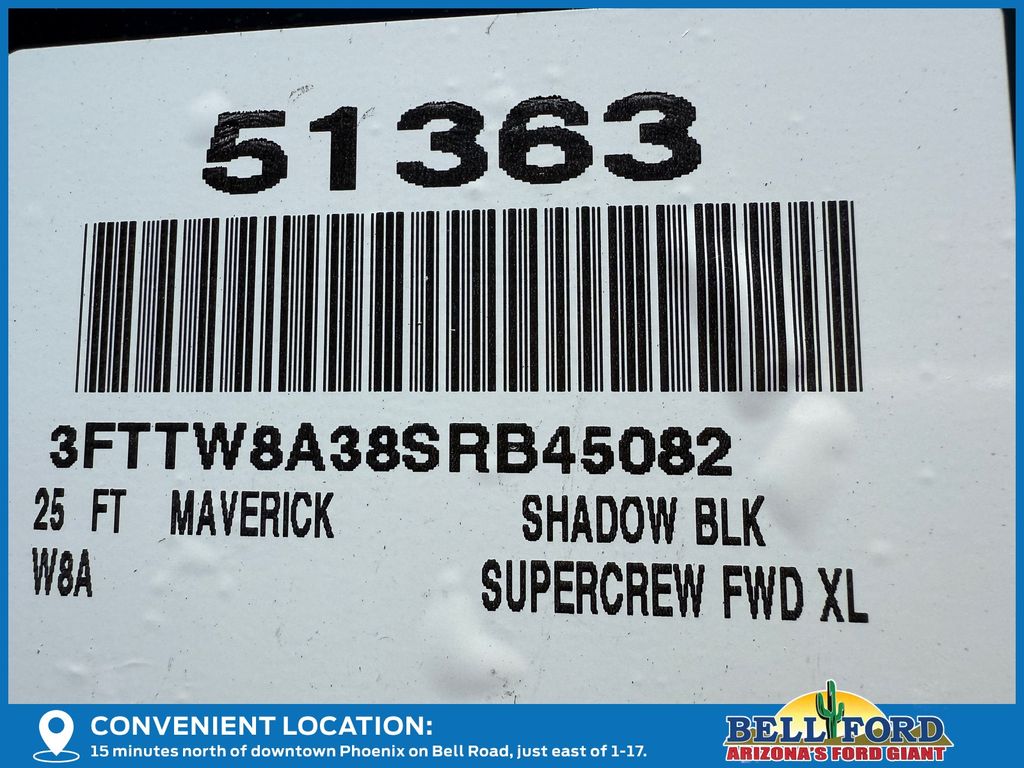 51363
3FTTW8A38SRB45082
25 FT MAVERICK SHADOW BLK
W8A SUPERCREW FWD XL
CONVENIENT LOCATION:
15 minutes north of downtown Phoenix on Bell Road, just east of 1-17.
BELL FORD
ARIZONA'S FORD GIANT